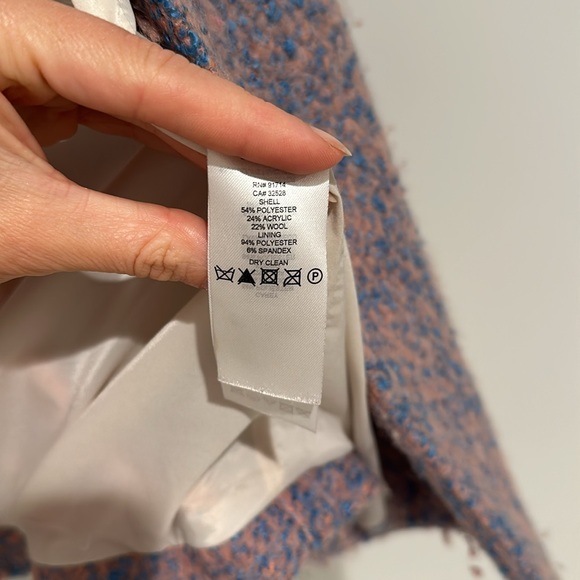 RN# 91714
CA# 32528
SHELL
54% POLYESTER
24% ACRYLIC
22% WOOL
LINING
94% POLYESTER
6% SPANDEX
DRY CLEAN
P